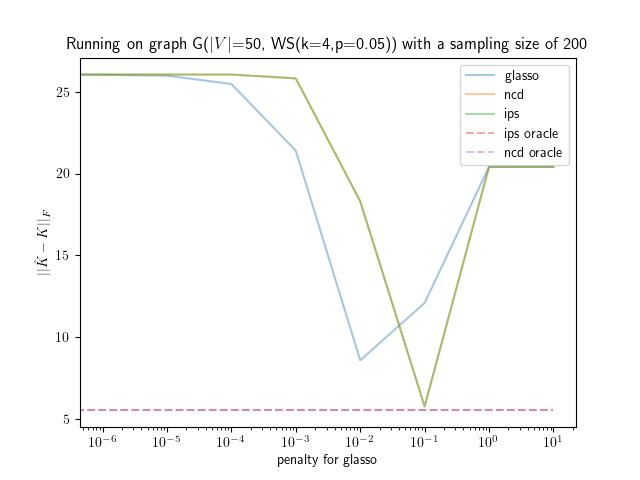 Running on graph G(|V|=50, WS(k=4,p=0.05)) with a sampling size of 200
glasso
ncd
ips
ips oracle
ncd oracle
||K̂ − K||_F
25
20
15
10
5
10⁻⁶ 10⁻⁵ 10⁻⁴ 10⁻³ 10⁻² 10⁻¹ 10⁰ 10¹
penalty for glasso